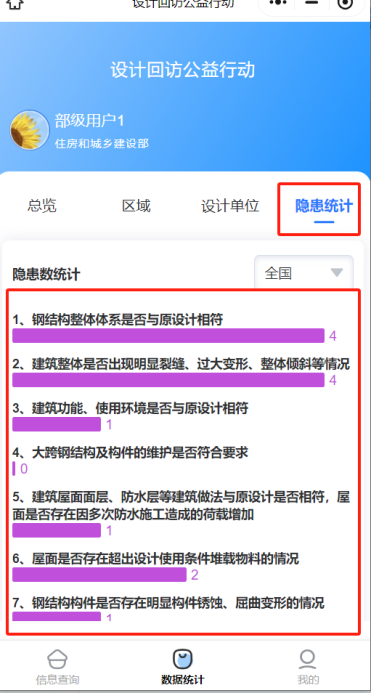 设计回访公益行动
设计回访公益行动
部级用户1
住房和城乡建设部
总览
区域
设计单位
隐患统计
隐患数统计
全国
1、钢结构整体体系是否与原设计相符
4
2、建筑整体是否出现明显裂缝、过大变形、整体倾斜等情况
4
3、建筑功能、使用环境是否与原设计相符
1
4、大跨钢结构及构件的维护是否符合要求
0
5、建筑屋面面层、防水层等建筑做法与原设计是否相符，屋
面是否存在因多次防水施工造成的荷载增加
1
6、屋面是否存在超出设计使用条件堆载物料的情况
2
7、钢结构构件是否存在明显构件锈蚀、屈曲变形的情况
1
信息查询
数据统计
我的